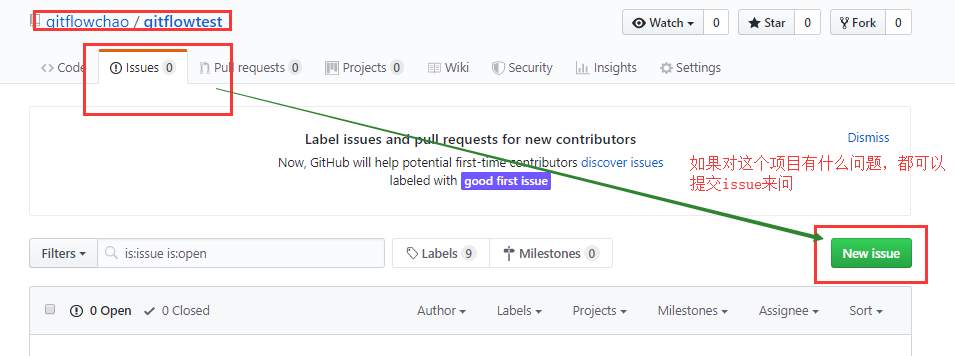 gitflowchao / gitflowtest
Watch 0 Star 0 Fork 0
Code Issues 0 Pull requests 0 Projects 0 Wiki Security Insights Settings
Label issues and pull requests for new contributors
Dismiss
Now, GitHub will help potential first-time contributors discover issues
labeled with good first issue
如果对这个项目有什么问题，都可以
提交issue来问
Filters is:issue is:open Labels 9 Milestones 0 New issue
0 Open 0 Closed Author Labels Projects Milestones Assignee Sort